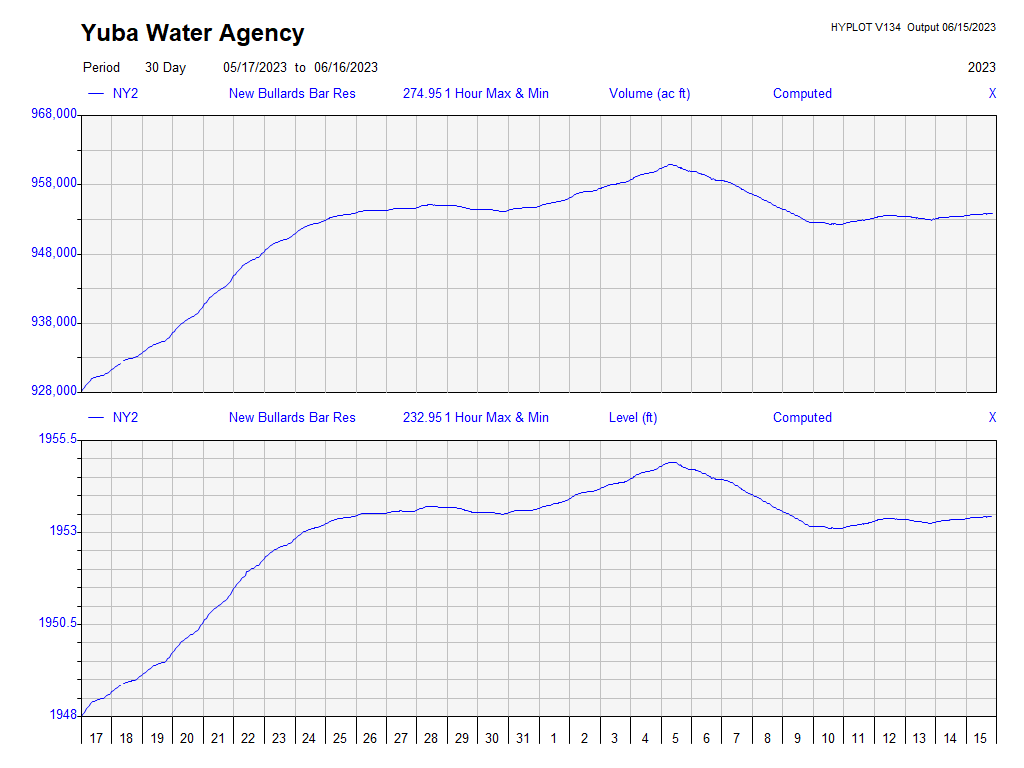 Yuba Water Agency
HYPLOT V134 Output 06/15/2023
Period 30 Day 05/17/2023 to 06/16/2023 2023
NY2 New Bullards Bar Res 274.95 1 Hour Max & Min Volume (ac ft) Computed X
968,000
958,000
948,000
938,000
928,000
NY2 New Bullards Bar Res 232.95 1 Hour Max & Min Level (ft) Computed X
1955.5
1953
1950.5
1948
17 18 19 20 21 22 23 24 25 26 27 28 29 30 31 1 2 3 4 5 6 7 8 9 10 11 12 13 14 15